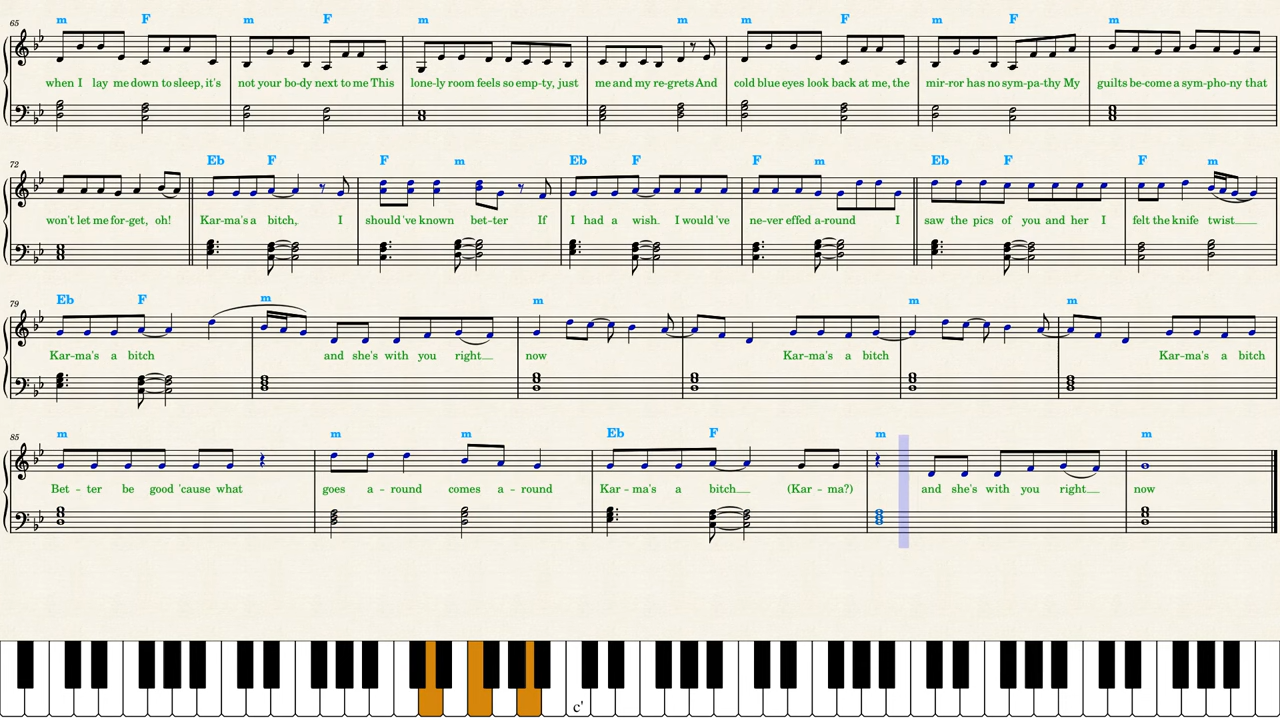 65 m F m F m m m F m F m
when I lay me down to sleep, it's not your bo-dy next to me This lone-ly room feels so emp-ty, just me and my re-grets And cold blue eyes look back at me, the mir-ror has no sym-pa-thy My guilts be-come a sym-pho-ny that
72 Eb F F m Eb F F m Eb F F m
won't let me for-get, oh! Kar-ma's a bitch, I should 've known bet-ter If I had a wish I would 've ne-ver effed a-round I saw the pics of you and her I felt the knife twist
79 Eb F m m m m
Kar-ma's a bitch and she's with you right now Kar-ma's a bitch Kar-ma's a bitch
85 m m m Eb F m m
Bet - ter be good 'cause what goes a - round comes a - round Kar - ma's a bitch (Kar - ma?) and she's with you right now
c'